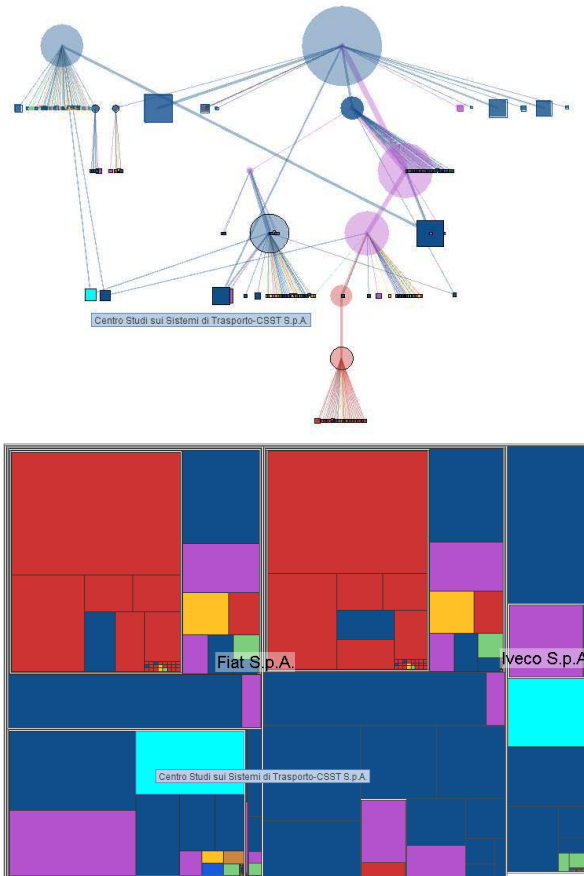 Centro Studi sui Sistemi di Trasporto-CSST S.p.A.
Fiat S.p.A.
Iveco S.p.A
Centro Studi sui Sistemi di Trasporto-CSST S.p.A.